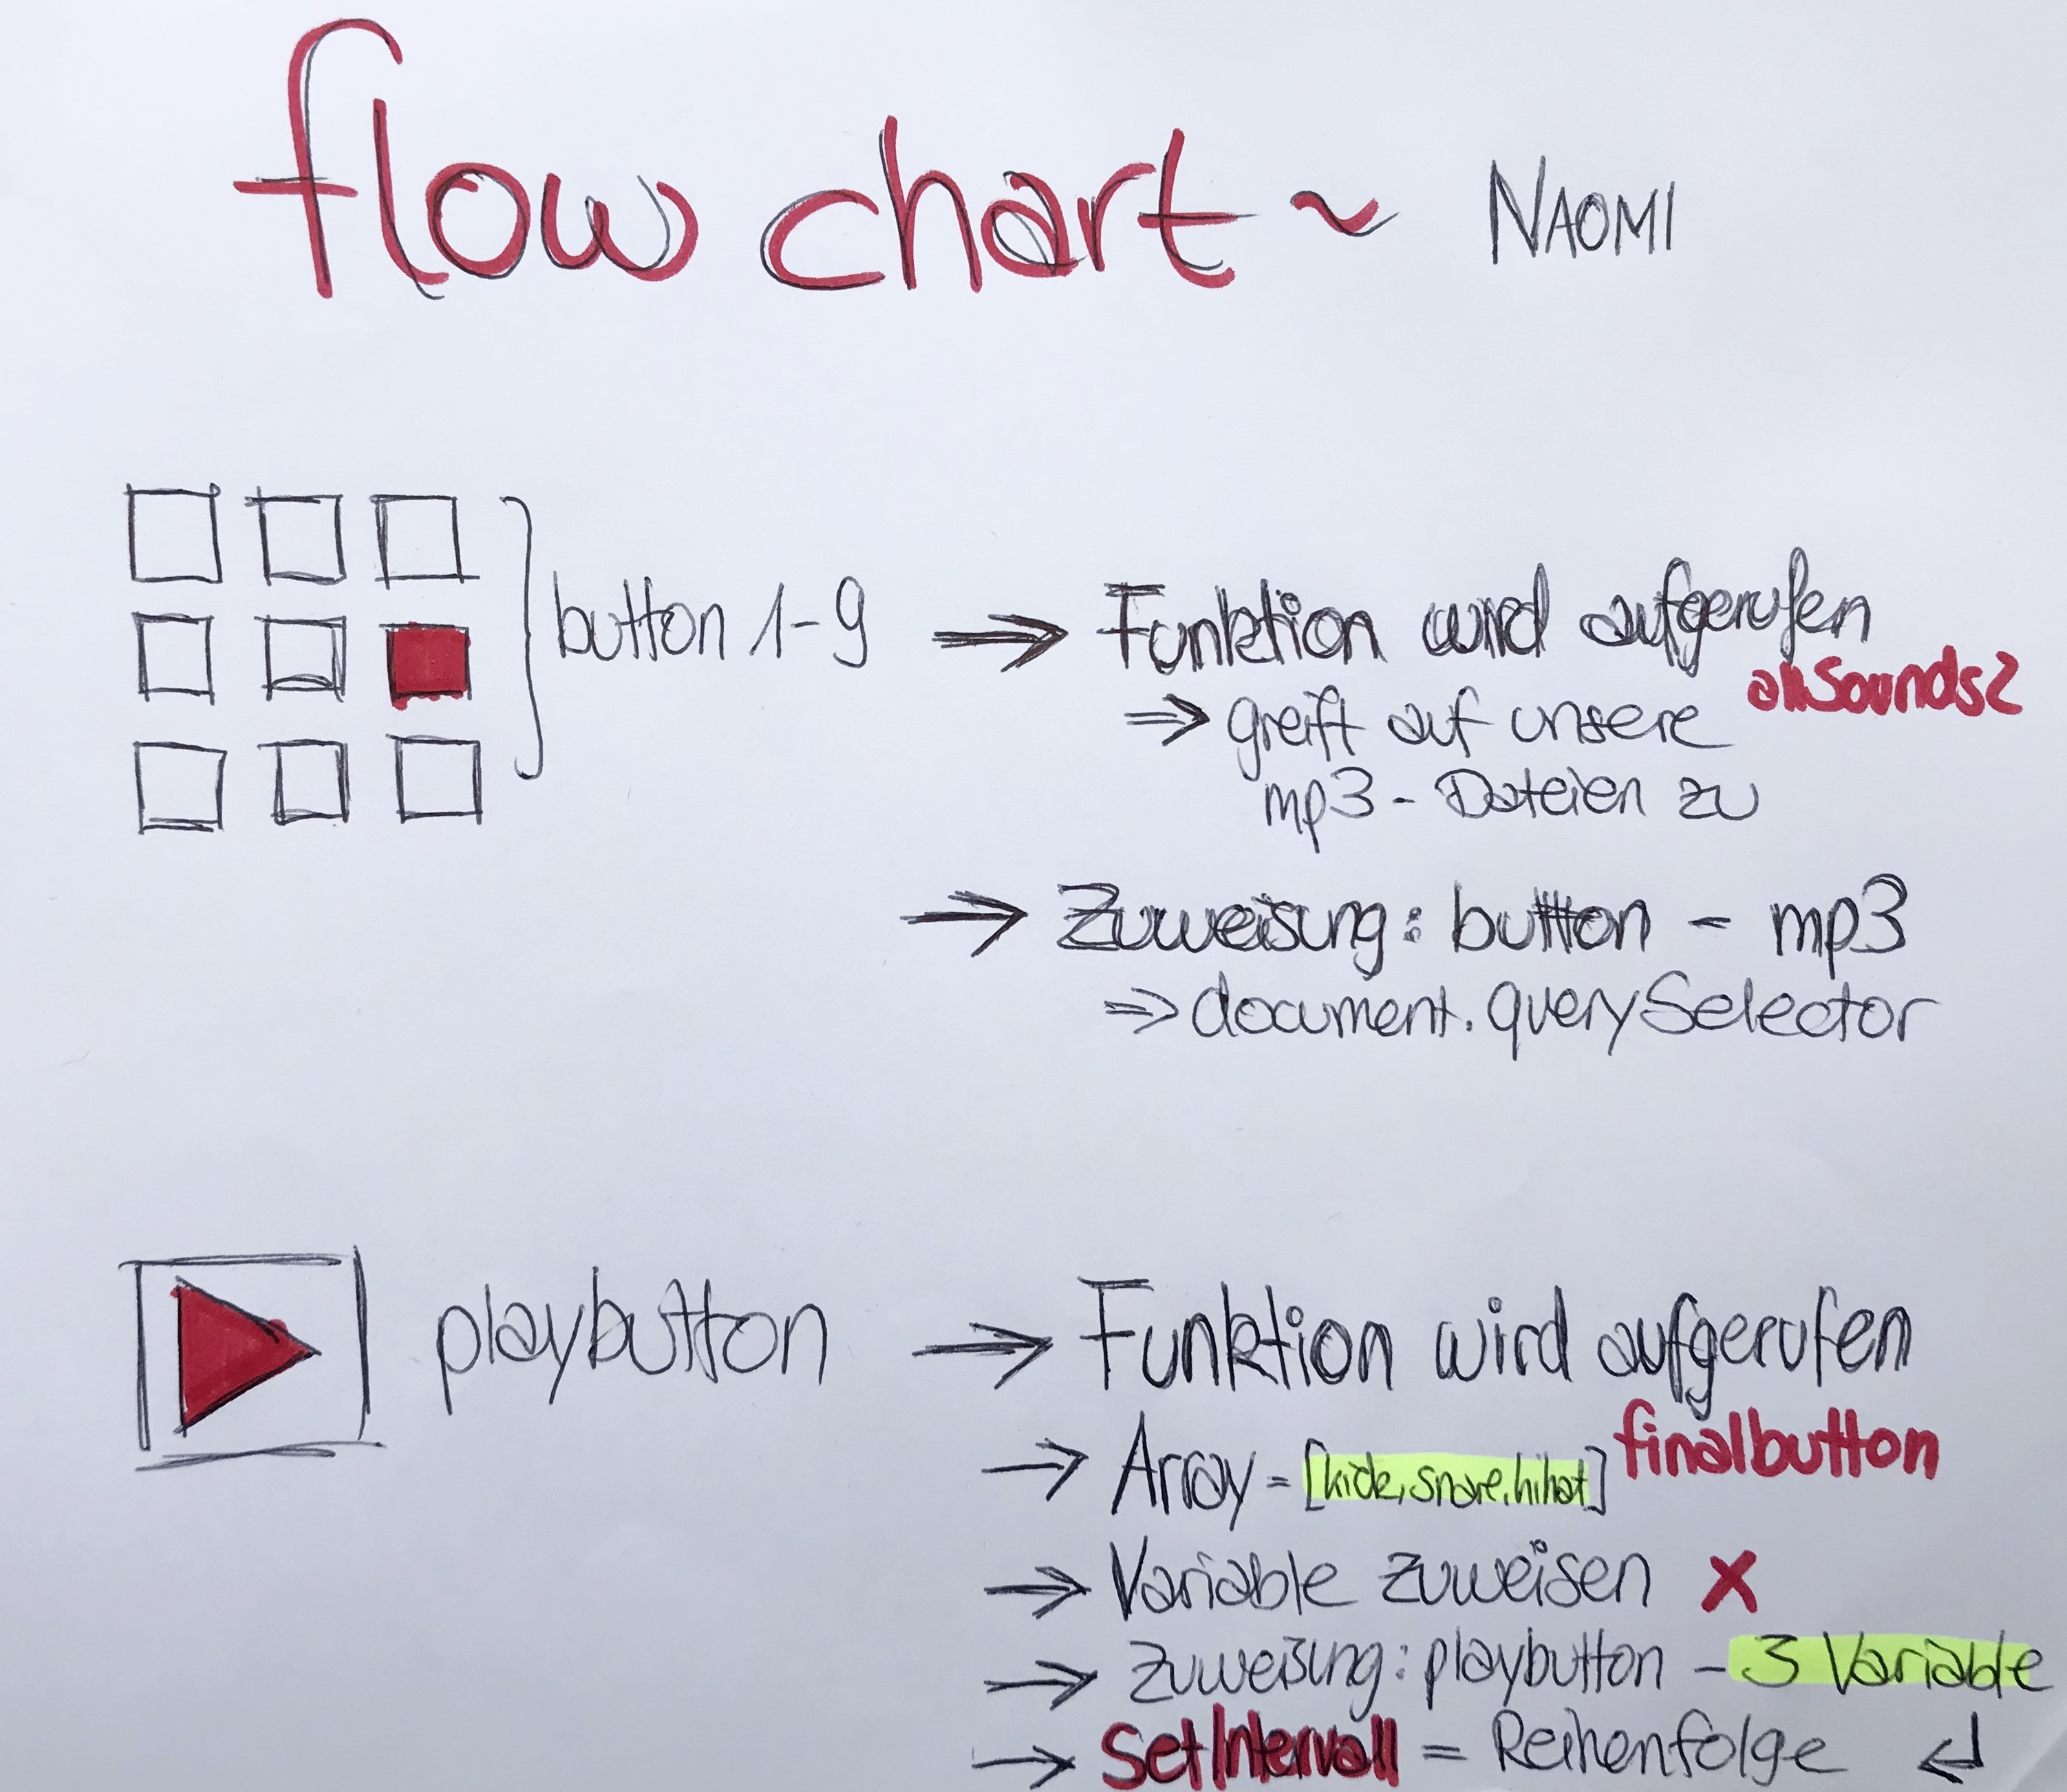 flow chart ~ NAOMI
button 1-9 → Funktion wird aufgerufen
allSounds2
⇒ greift auf unsere
mp3 - Dateien zu
→ Zuweisung: button - mp3
⇒ document.querySelector
playbutton → Funktion wird aufgerufen
finalbutton
→ Array = [kick, snare, hihat]
→ Variable zuweisen x
→ Zuweisung: playbutton - 3 Variable
→ SetIntervall = Reihenfolge ↲